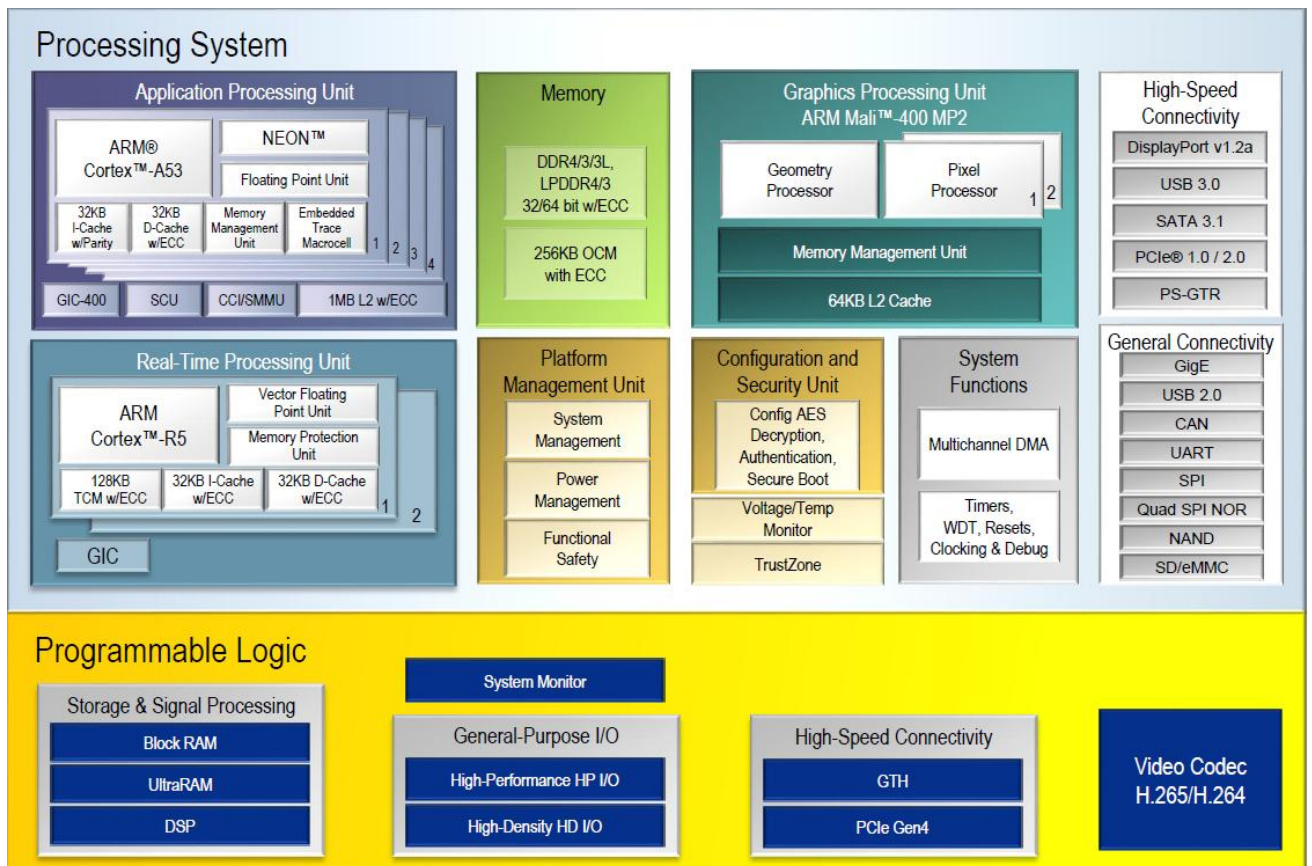 Processing System
Application Processing Unit
ARM®
Cortex™-A53
NEON™
Floating Point Unit
32KB
I-Cache
w/Parity
32KB
D-Cache
w/ECC
Memory
Management
Unit
Embedded
Trace
Macrocell
1
2
3
4
GIC-400
SCU
CCI/SMMU
1MB L2 w/ECC
Memory
DDR4/3/3L,
LPDDR4/3
32/64 bit w/ECC
256KB OCM
with ECC
Graphics Processing Unit
ARM Mali™-400 MP2
Geometry
Processor
Pixel
Processor
1
2
Memory Management Unit
64KB L2 Cache
High-Speed
Connectivity
DisplayPort v1.2a
USB 3.0
SATA 3.1
PCIe® 1.0 / 2.0
PS-GTR
Real-Time Processing Unit
ARM
Cortex™-R5
Vector Floating
Point Unit
Memory Protection
Unit
128KB
TCM w/ECC
32KB I-Cache
w/ECC
32KB D-Cache
w/ECC
1
2
GIC
Platform
Management Unit
System
Management
Power
Management
Functional
Safety
Configuration and
Security Unit
Config AES
Decryption,
Authentication,
Secure Boot
Voltage/Temp
Monitor
TrustZone
System
Functions
Multichannel DMA
Timers,
WDT, Resets,
Clocking & Debug
General Connectivity
GigE
USB 2.0
CAN
UART
SPI
Quad SPI NOR
NAND
SD/eMMC
Programmable Logic
Storage & Signal Processing
Block RAM
UltraRAM
DSP
System Monitor
General-Purpose I/O
High-Performance HP I/O
High-Density HD I/O
High-Speed Connectivity
GTH
PCIe Gen4
Video Codec
H.265/H.264